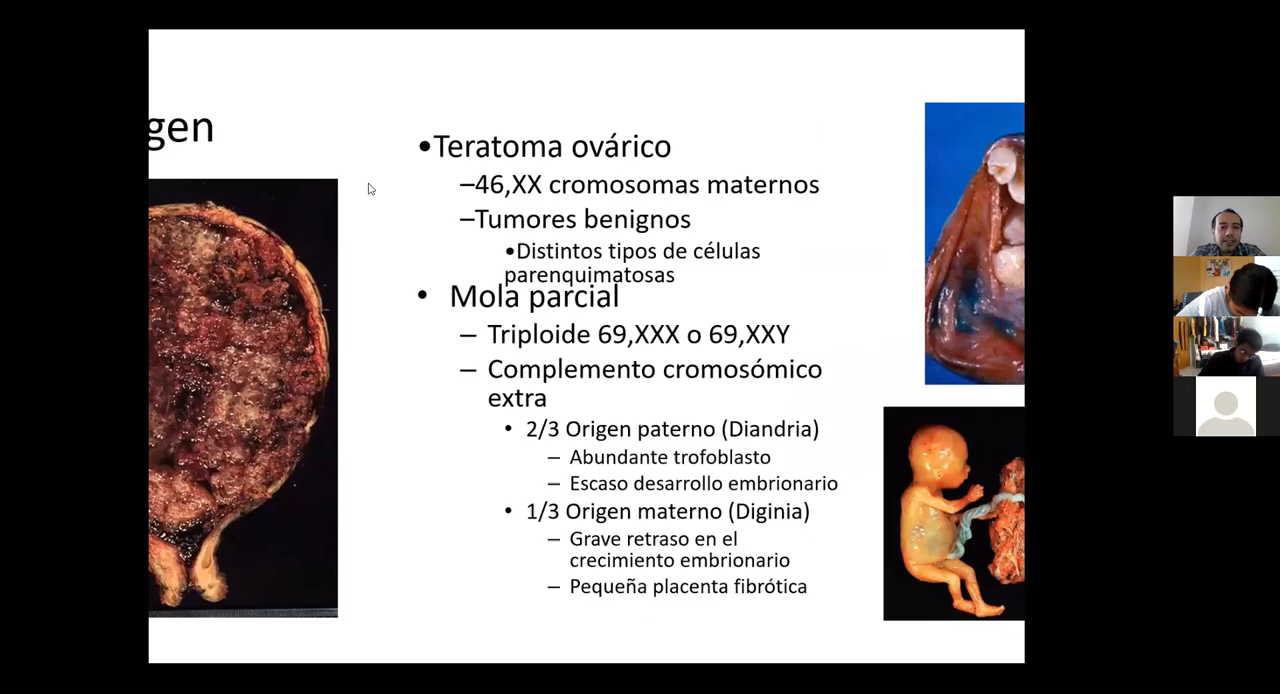 gen
•Teratoma ovárico
–46,XX cromosomas maternos
–Tumores benignos
•Distintos tipos de células
parenquimatosas
• Mola parcial
– Triploide 69,XXX o 69,XXY
– Complemento cromosómico
extra
• 2/3 Origen paterno (Diandria)
– Abundante trofoblasto
– Escaso desarrollo embrionario
• 1/3 Origen materno (Diginia)
– Grave retraso en el
crecimiento embrionario
– Pequeña placenta fibrótica